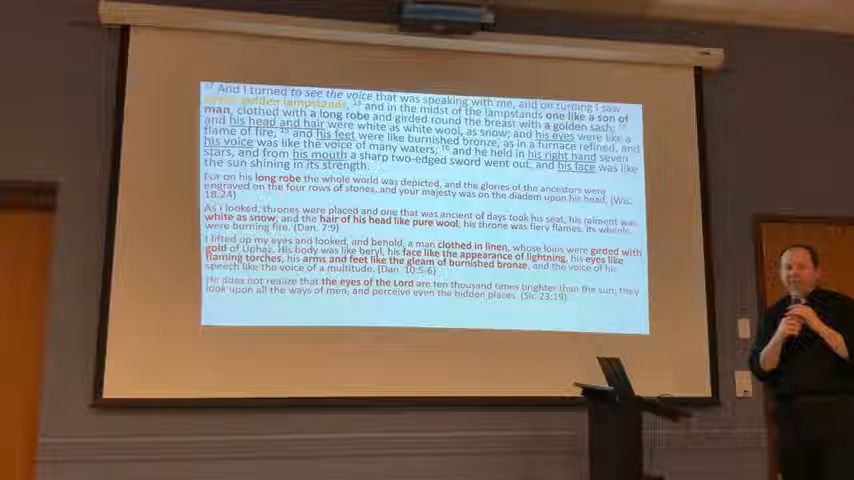 12 And I turned to see the voice that was speaking with me, and on turning I saw
seven golden lampstands, 13 and in the midst of the lampstands one like a son of
man, clothed with a long robe and girded round the breast with a golden sash; 14
and his head and hair were white as white wool, as snow; and his eyes were like a
flame of fire, 15 and his feet were like burnished bronze, as in a furnace refined, and
his voice was like the voice of many waters; 16 and he held in his right hand seven
stars, and from his mouth a sharp two-edged sword went out, and his face was like
the sun shining in its strength.
For on his long robe the whole world was depicted, and the glories of the ancestors were
engraved on the four rows of stones, and your majesty was on the diadem upon his head. (Wis.
18:24)
As I looked, thrones were placed and one that was ancient of days took his seat, his raiment was
white as snow, and the hair of his head like pure wool; his throne was fiery flames, its wheels
were burning fire. (Dan. 7:9)
I lifted up my eyes and looked, and behold, a man clothed in linen, whose loins were girded with
gold of Uphaz. His body was like beryl, his face like the appearance of lightning, his eyes like
flaming torches, his arms and feet like the gleam of burnished bronze, and the voice of his
speech like the voice of a multitude. (Dan. 10:5-6)
He does not realize that the eyes of the Lord are ten thousand times brighter than the sun; they
look upon all the ways of men, and perceive even the hidden places. (Sir. 23:19)